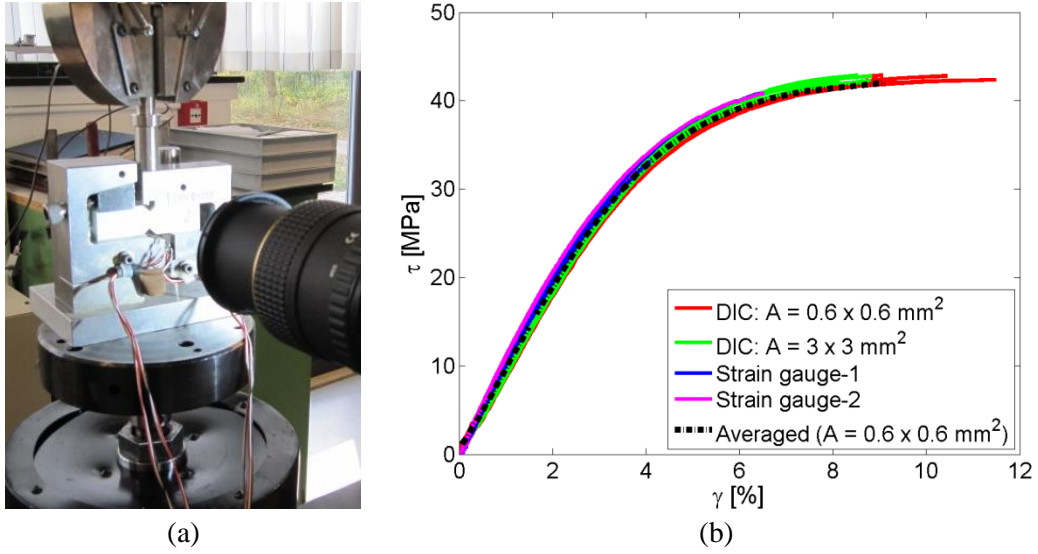 50
40
30
20
10
0
τ [MPa]
DIC: A = 0.6 x 0.6 mm²
DIC: A = 3 x 3 mm²
Strain gauge-1
Strain gauge-2
Averaged (A = 0.6 x 0.6 mm²)
0 2 4 6 8 10 12
γ [%]
(a) (b)